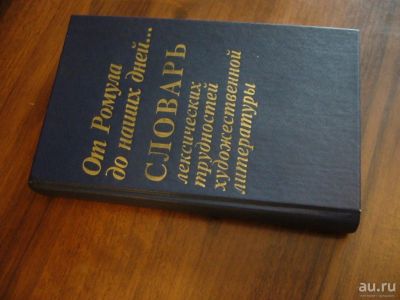 От Ромула
до наших дней...
СЛОВАРЬ
лексических
трудностей
художественной
литературы
au.ru